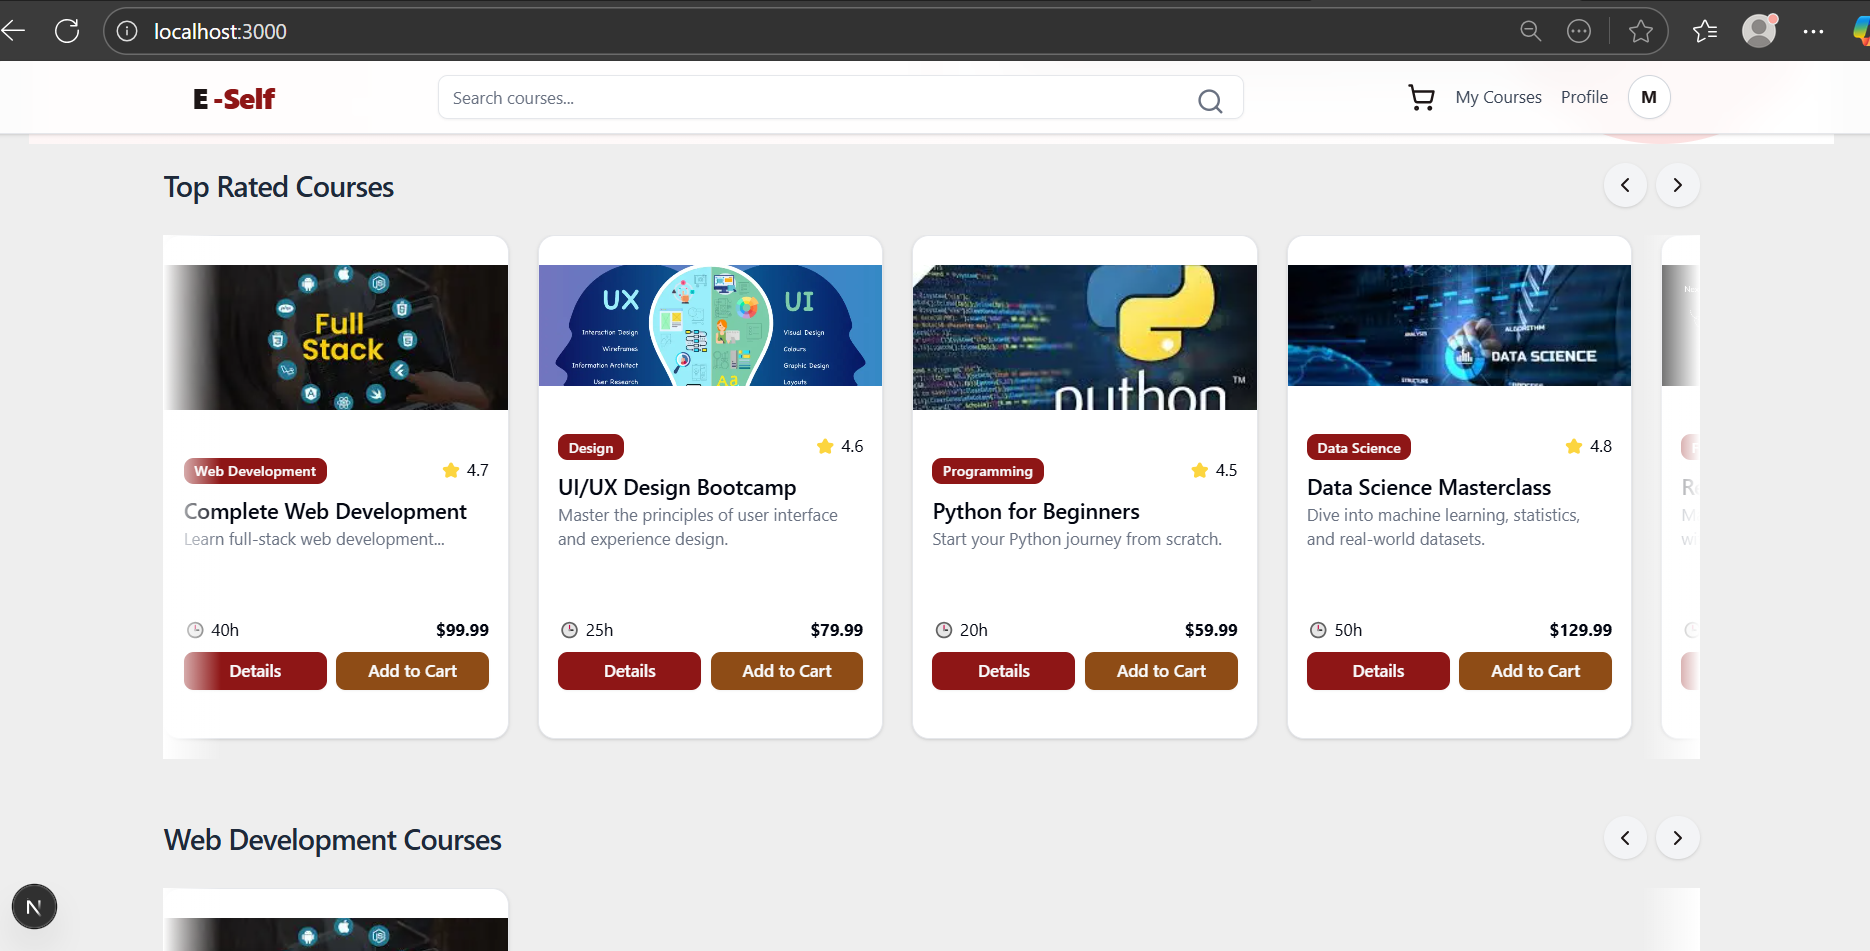 localhost:3000
E -Self
Search courses...
My Courses
Profile
M
Top Rated Courses
Full
Stack
Web Development
4.7
Complete Web Development
Learn full-stack web development...
40h
$99.99
Details
Add to Cart
UX
UI
Interaction Design
Wireframes
Information Architect
User Research
Visual Design
Colours
Graphic Design
Layouts
Aa
Design
4.6
UI/UX Design Bootcamp
Master the principles of user interface
and experience design.
25h
$79.99
Details
Add to Cart
python™
Programming
4.5
Python for Beginners
Start your Python journey from scratch.
20h
$59.99
Details
Add to Cart
ANALYSIS
ALGORITHM
DATA SCIENCE
STRUCTURE
PROCESS
Data Science
4.8
Data Science Masterclass
Dive into machine learning, statistics,
and real-world datasets.
50h
$129.99
Details
Add to Cart
Web Development Courses
N